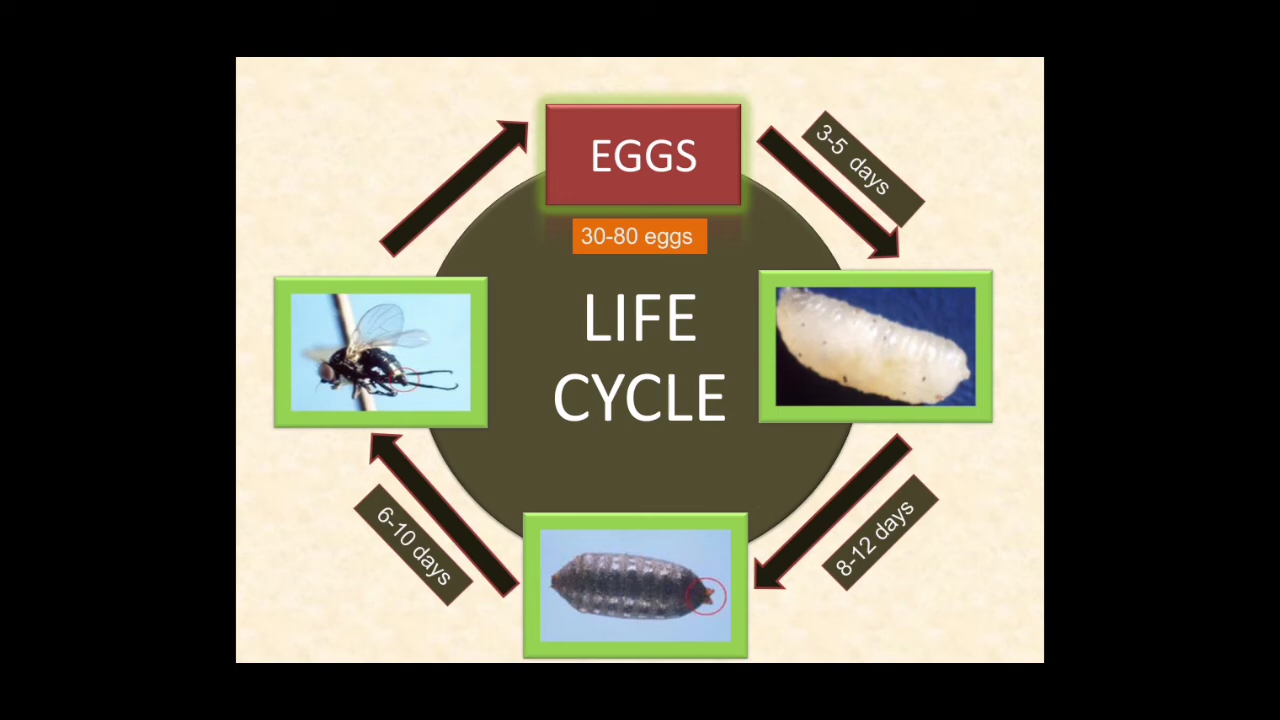 EGGS
3-5 days
30-80 eggs
LIFE
CYCLE
6-10 days
8-12 days